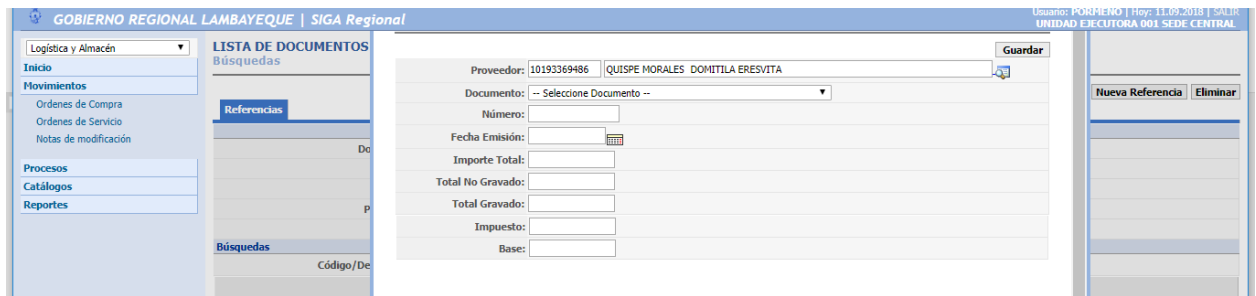 GOBIERNO REGIONAL LAMBAYEQUE | SIGA Regional
Usuario: PORMEÑO | Hoy: 11.09.2018 | SALIR
UNIDAD EJECUTORA 001 SEDE CENTRAL
Logística y Almacén
Inicio
Movimientos
Ordenes de Compra
Ordenes de Servicio
Notas de modificación
Procesos
Catálogos
Reportes
LISTA DE DOCUMENTOS
Búsquedas
Referencias
Do
P
Búsquedas
Código/De
Guardar
Proveedor: 10193369486 QUISPE MORALES DOMITILA ERESVITA
Documento: -- Seleccione Documento --
Número:
Fecha Emisión:
Importe Total:
Total No Gravado:
Total Gravado:
Impuesto:
Base:
Nueva Referencia Eliminar